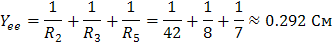 Y_ee = 1/R_2 + 1/R_3 + 1/R_5 = 1/42 + 1/8 + 1/7 ≈ 0.292 См